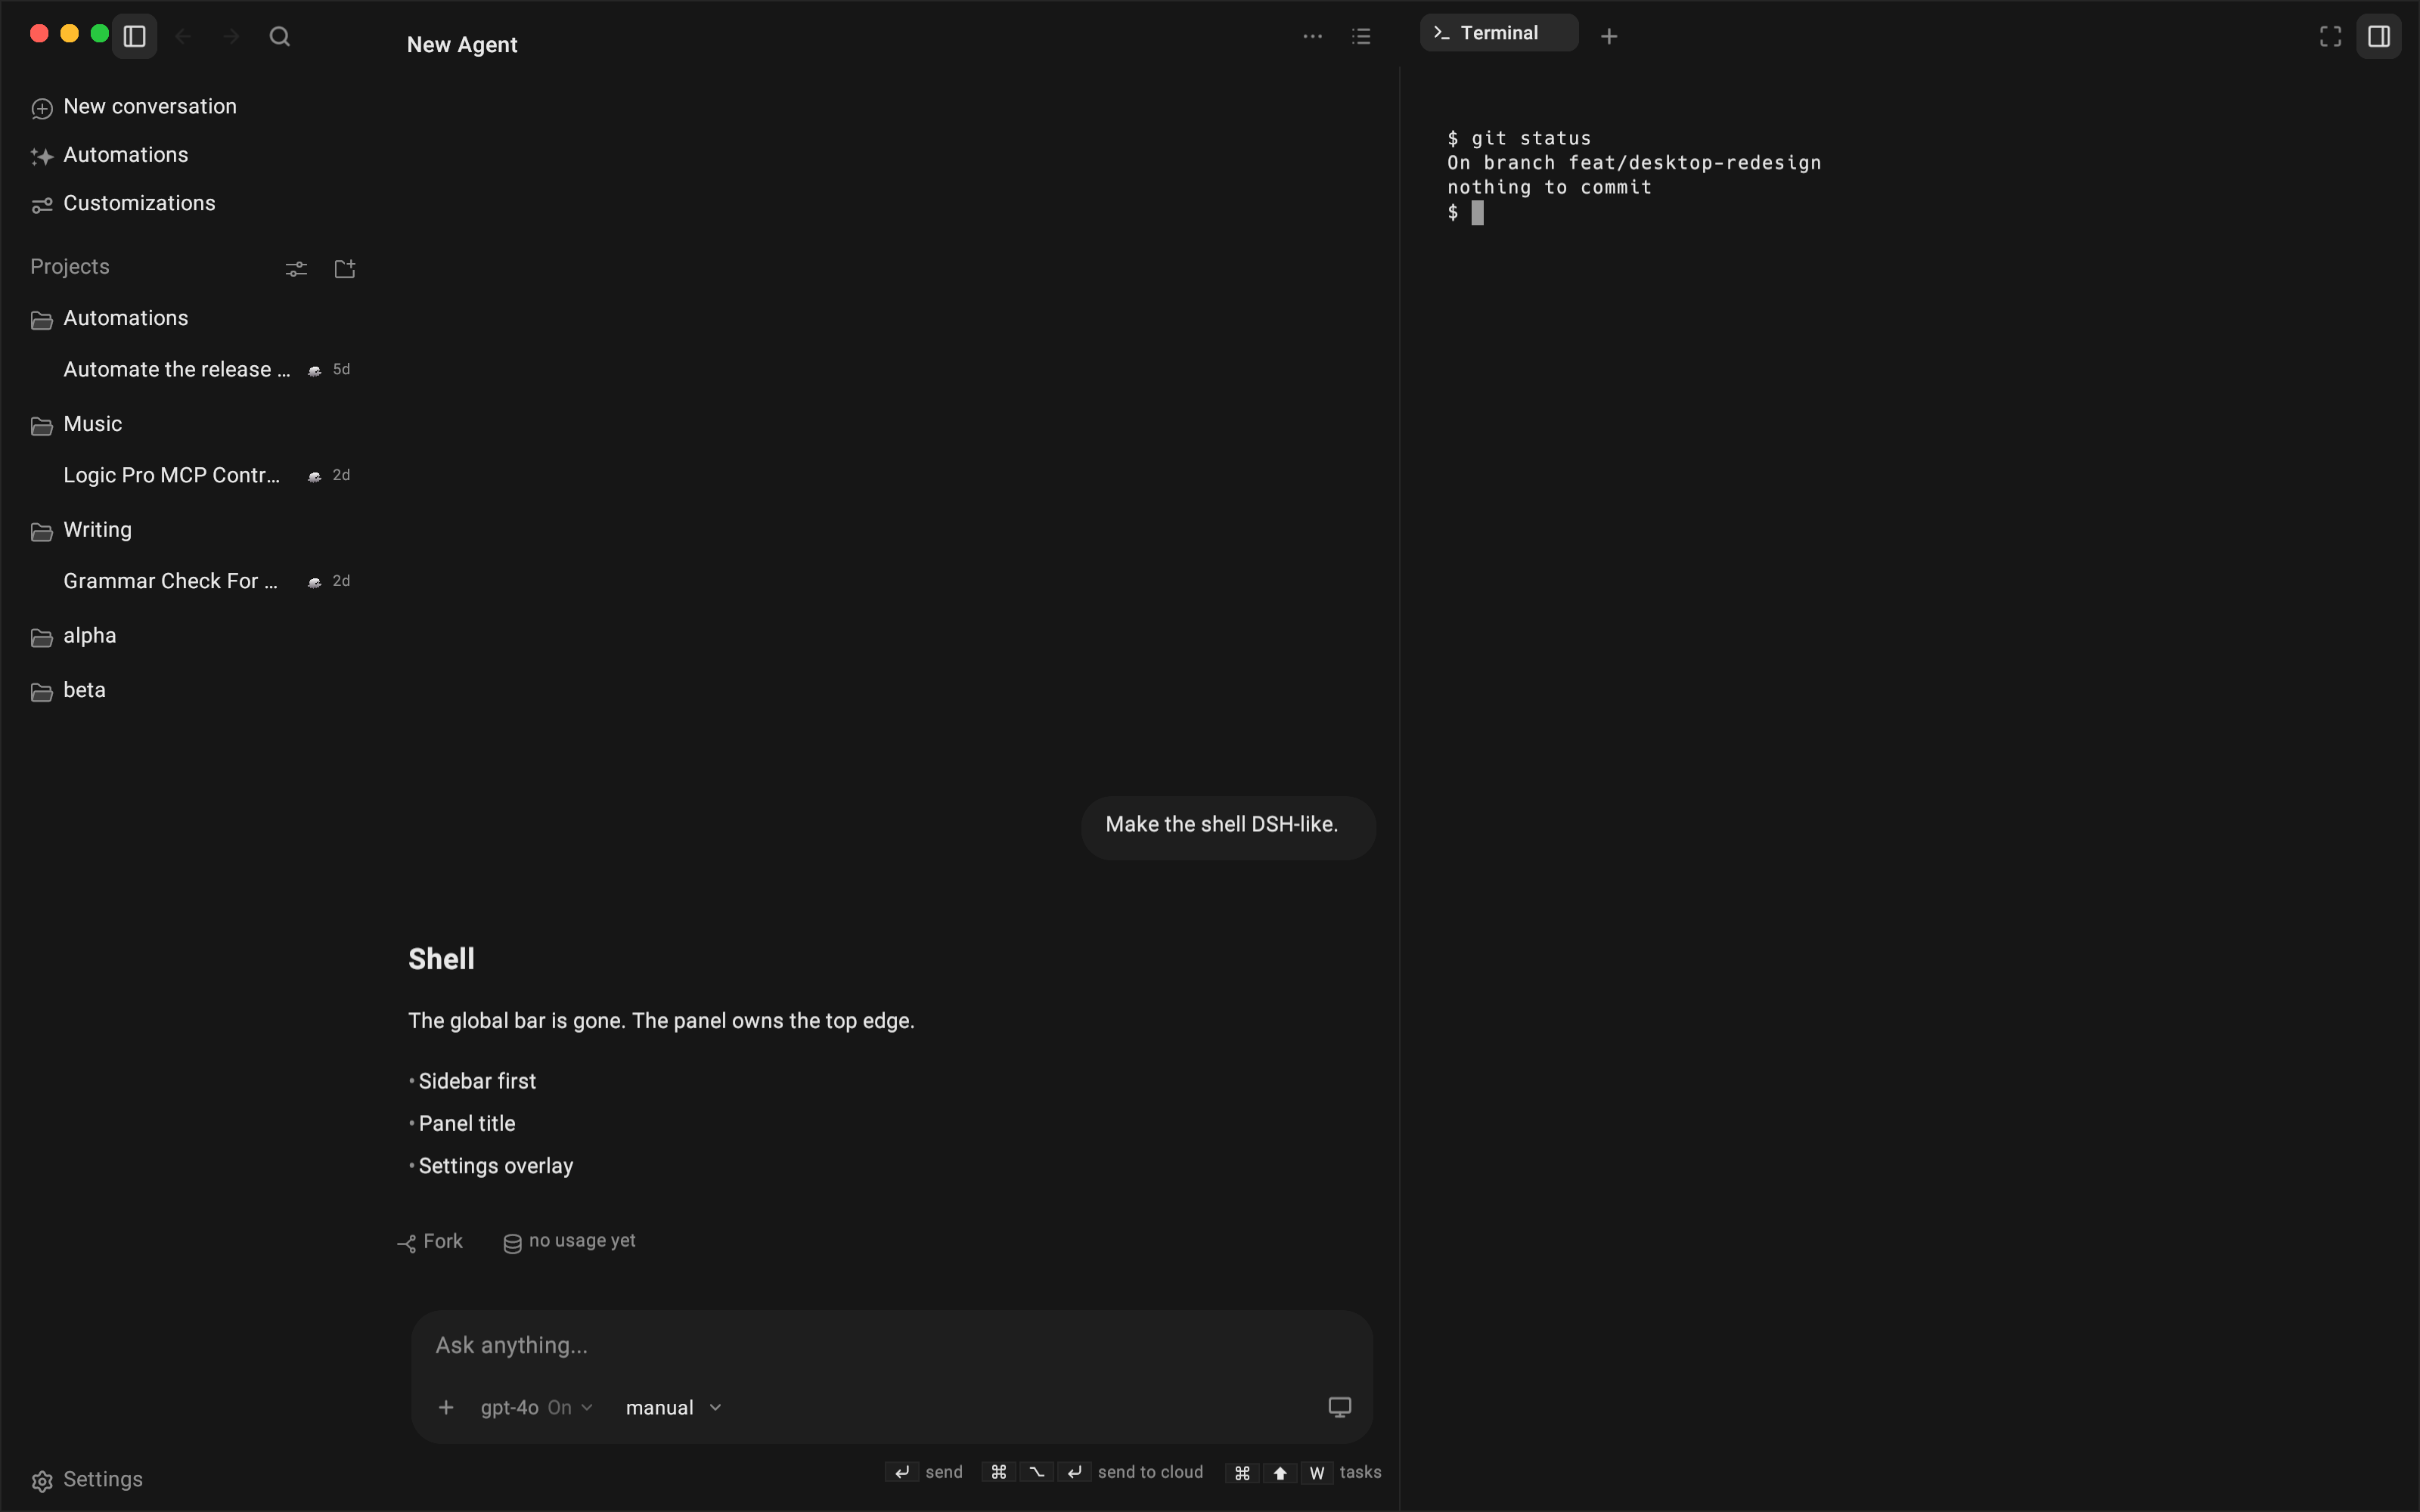 New Agent
Terminal
New conversation
Automations
Customizations
Projects
Automations
Automate the release ... 5d
Music
Logic Pro MCP Contr... 2d
Writing
Grammar Check For ... 2d
alpha
beta
Settings
Make the shell DSH-like.
Shell
The global bar is gone. The panel owns the top edge.
• Sidebar first
• Panel title
• Settings overlay
Fork no usage yet
Ask anything...
+ gpt-4o On manual
↵ send ⌘ ⌥ ↵ send to cloud ⌘ ⬆ W tasks
$ git status
On branch feat/desktop-redesign
nothing to commit
$